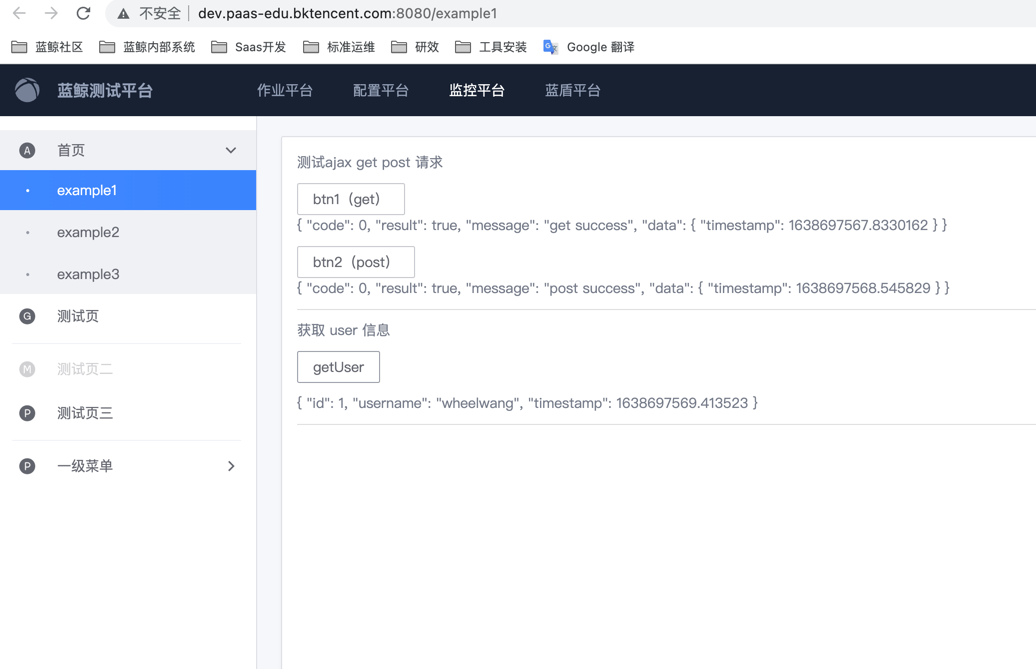 不安全 dev.paas-edu.bktencent.com:8080/example1
蓝鲸社区 蓝鲸内部系统 Saas开发 标准运维 研效 工具安装 Google 翻译
蓝鲸测试平台 作业平台 配置平台 监控平台 蓝盾平台
A 首页
example1
example2
example3
G 测试页
M 测试页二
P 测试页三
P 一级菜单
测试ajax get post 请求
btn1（get）
{ "code": 0, "result": true, "message": "get success", "data": { "timestamp": 1638697567.8330162 } }
btn2（post）
{ "code": 0, "result": true, "message": "post success", "data": { "timestamp": 1638697568.545829 } }
获取 user 信息
getUser
{ "id": 1, "username": "wheelwang", "timestamp": 1638697569.413523 }